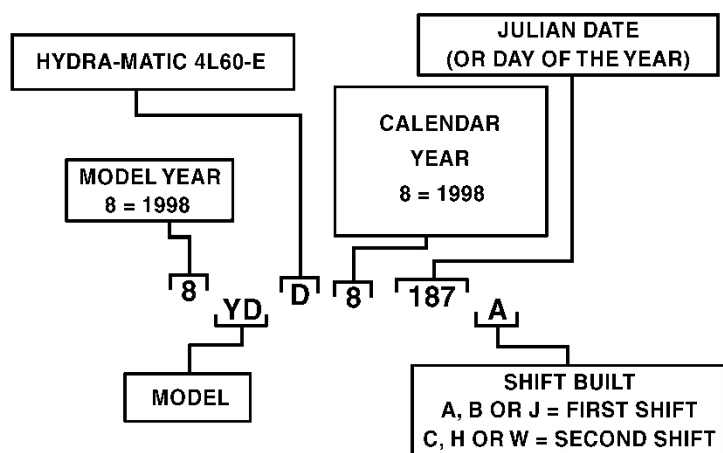 JULIAN DATE
(OR DAY OF THE YEAR)
HYDRA-MATIC 4L60-E
CALENDAR
YEAR
8 = 1998
MODEL YEAR
8 = 1998
8 YD D 8 187 A
MODEL
SHIFT BUILT
A, B OR J = FIRST SHIFT
C, H OR W = SECOND SHIFT